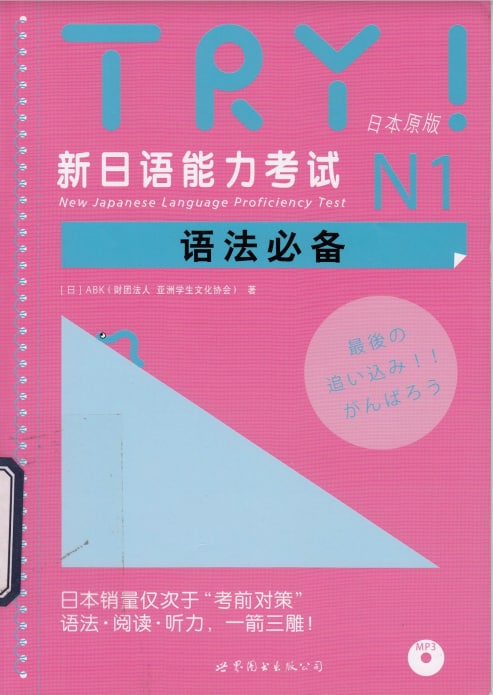 TRY!
日本原版
新日语能力考试 N1
New Japanese Language Proficiency Test
语法必备
[日] ABK(财团法人 亚洲学生文化协会) 著
最後の
追い込み!!
がんばろう
日本销量仅次于“考前对策”
语法·阅读·听力,一箭三雕!
MP3
世界图书出版公司